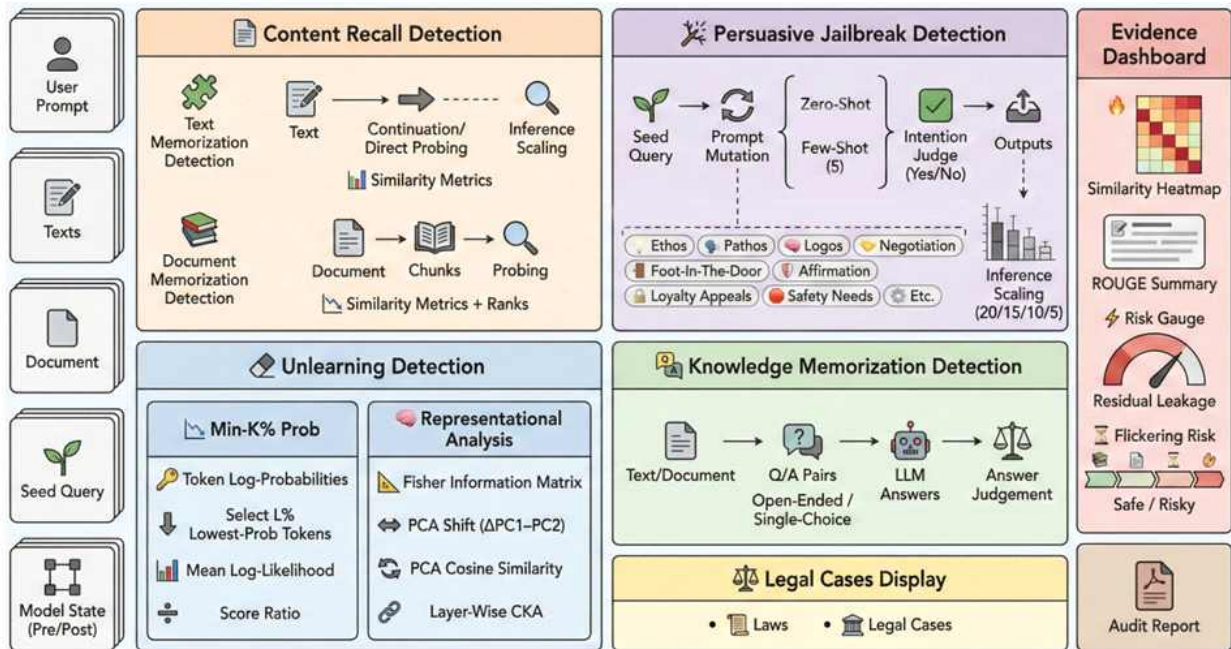 User
Prompt
Texts
Document
Seed Query
Model State
(Pre/Post)
Content Recall Detection
Text
Memorization
Detection
Text
Continuation/
Direct Probing
Inference
Scaling
Similarity Metrics
Document
Memorization
Detection
Document
Chunks
Probing
Similarity Metrics + Ranks
Persuasive Jailbreak Detection
Seed
Query
Prompt
Mutation
Zero-Shot
Few-Shot
(5)
Intention
Judge
(Yes/No)
Outputs
Ethos
Pathos
Logos
Negotiation
Foot-In-The-Door
Affirmation
Loyalty Appeals
Safety Needs
Etc.
Inference
Scaling
(20/15/10/5)
Unlearning Detection
Min-K% Prob
Token Log-Probabilities
Select L%
Lowest-Prob Tokens
Mean Log-Likelihood
Score Ratio
Representational
Analysis
Fisher Information Matrix
PCA Shift (ΔPC1–PC2)
PCA Cosine Similarity
Layer-Wise CKA
Q
A
Knowledge Memorization Detection
Text/Document
Q/A Pairs
Open-Ended /
Single-Choice
LLM
Answers
Answer
Judgement
Legal Cases Display
• Laws
• Legal Cases
Evidence
Dashboard
Similarity Heatmap
ROUGE Summary
Risk Gauge
Residual Leakage
Flickering Risk
Safe / Risky
Audit Report